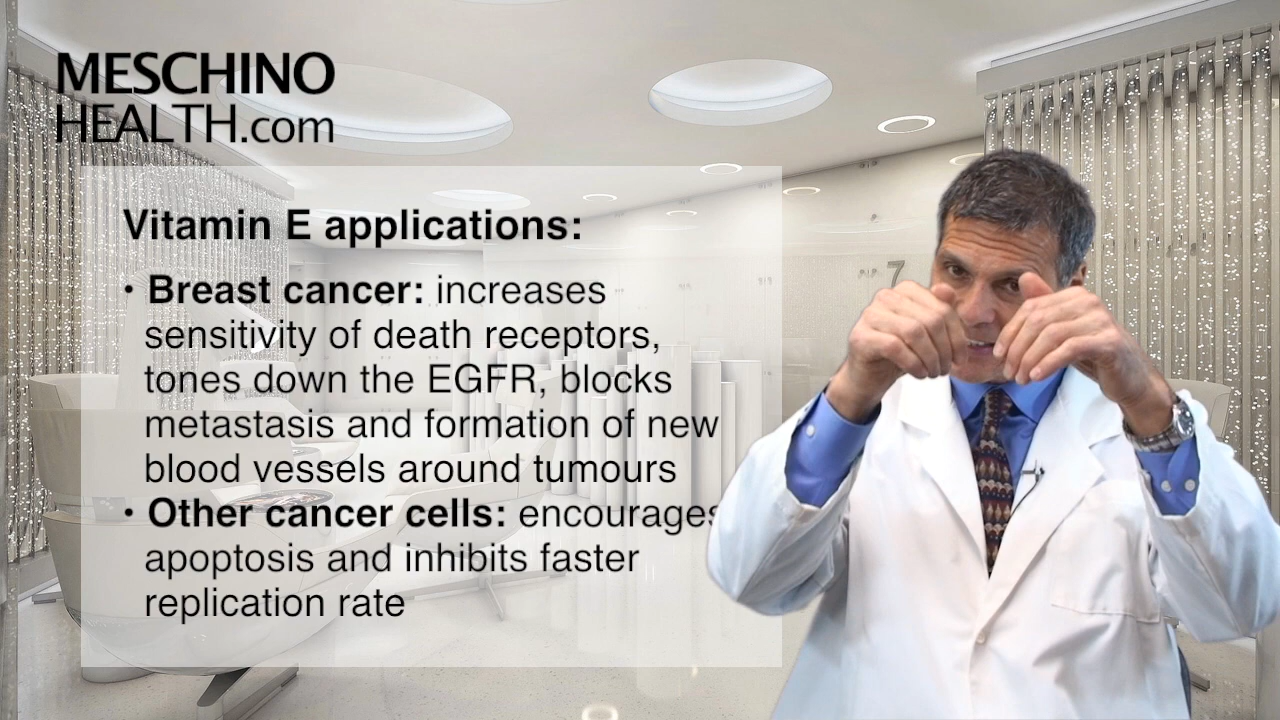 MESCHINO
HEALTH.com
Vitamin E applications:
• Breast cancer: increases
sensitivity of death receptors,
tones down the EGFR, blocks
metastasis and formation of new
blood vessels around tumours
• Other cancer cells: encourages
apoptosis and inhibits faster
replication rate
7